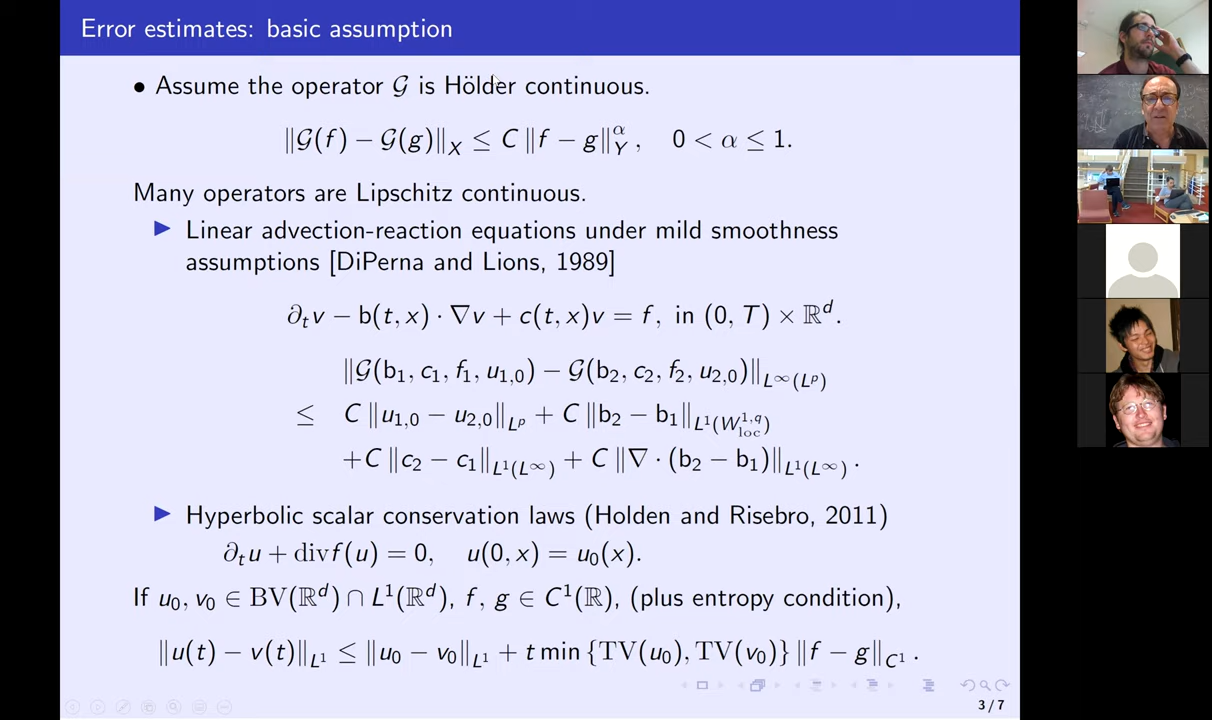 Error estimates: basic assumption
• Assume the operator 𝒢 is Hölder continuous.
‖𝒢(f) − 𝒢(g)‖_X ≤ C ‖f − g‖_Y^α ,   0 < α ≤ 1.
Many operators are Lipschitz continuous.
▶ Linear advection-reaction equations under mild smoothness
assumptions [DiPerna and Lions, 1989]
∂_t v − b(t, x) · ∇v + c(t, x)v = f, in (0, T) × ℝ^d.
‖𝒢(b_1, c_1, f_1, u_{1,0}) − 𝒢(b_2, c_2, f_2, u_{2,0})‖_{L^∞(L^p)}
≤ C ‖u_{1,0} − u_{2,0}‖_{L^p} + C ‖b_2 − b_1‖_{L^1(W^{1,q}_{loc})}
+C ‖c_2 − c_1‖_{L^1(L^∞)} + C ‖∇ · (b_2 − b_1)‖_{L^1(L^∞)} .
▶ Hyperbolic scalar conservation laws (Holden and Risebro, 2011)
∂_t u + div f(u) = 0,   u(0, x) = u_0(x).
If u_0, v_0 ∈ BV(ℝ^d) ∩ L^1(ℝ^d), f, g ∈ C^1(ℝ), (plus entropy condition),
‖u(t) − v(t)‖_{L^1} ≤ ‖u_0 − v_0‖_{L^1} + t min {TV(u_0), TV(v_0)} ‖f − g‖_{C^1} .
3 / 7